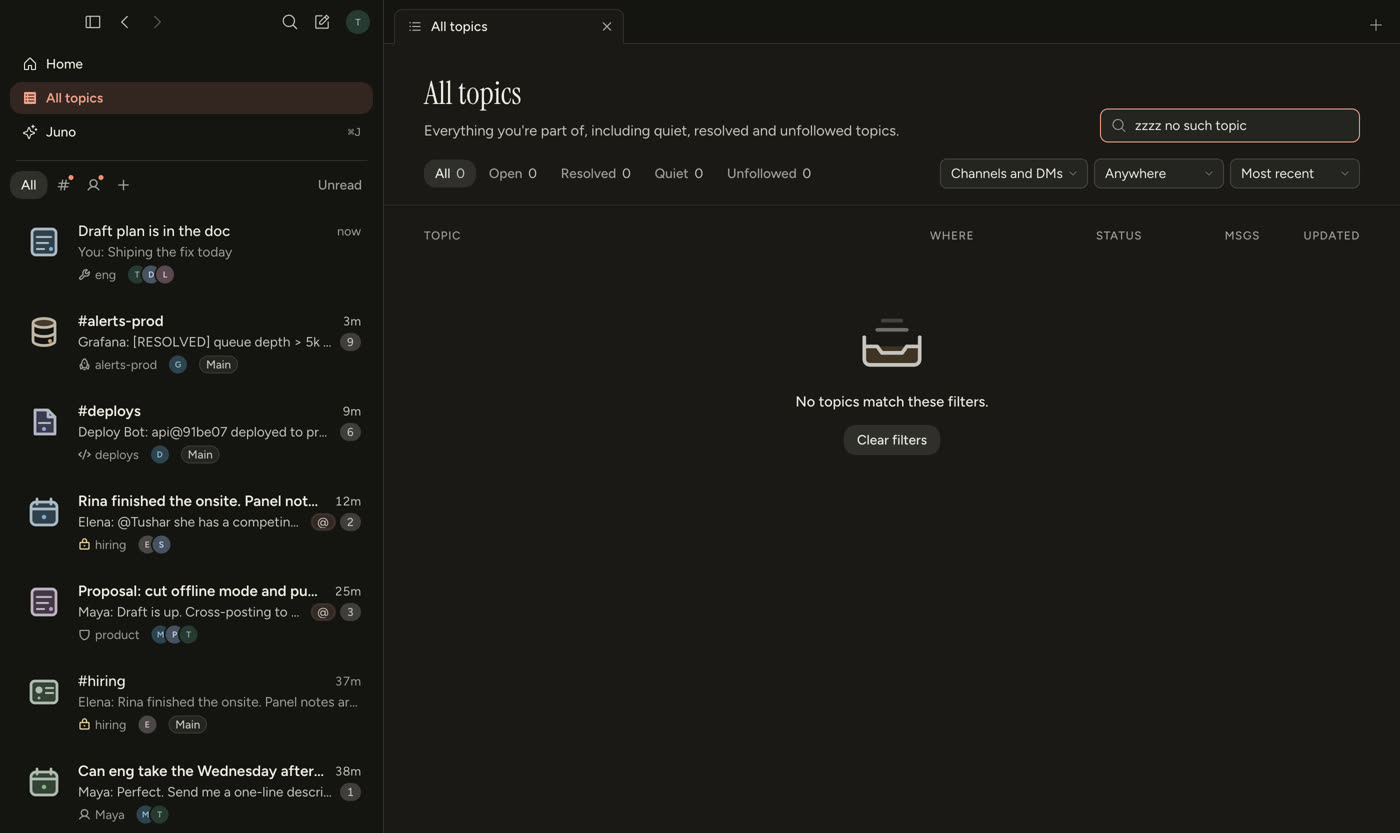 T
Home
All topics
Juno ⌘J
All # + Unread
Draft plan is in the doc now
You: Shiping the fix today
eng T D L
#alerts-prod 3m
Grafana: [RESOLVED] queue depth > 5k ... 9
alerts-prod G Main
#deploys 9m
Deploy Bot: api@91be07 deployed to pr... 6
deploys D Main
Rina finished the onsite. Panel not... 12m
Elena: @Tushar she has a competin... @ 2
hiring E S
Proposal: cut offline mode and pu... 25m
Maya: Draft is up. Cross-posting to ... @ 3
product M P T
#hiring 37m
Elena: Rina finished the onsite. Panel notes ar...
hiring E Main
Can eng take the Wednesday after... 38m
Maya: Perfect. Send me a one-line descri... 1
Maya M T
All topics
All topics
Everything you're part of, including quiet, resolved and unfollowed topics.
zzzz no such topic
All 0 Open 0 Resolved 0 Quiet 0 Unfollowed 0 Channels and DMs Anywhere Most recent
TOPIC WHERE STATUS MSGS UPDATED
No topics match these filters.
Clear filters